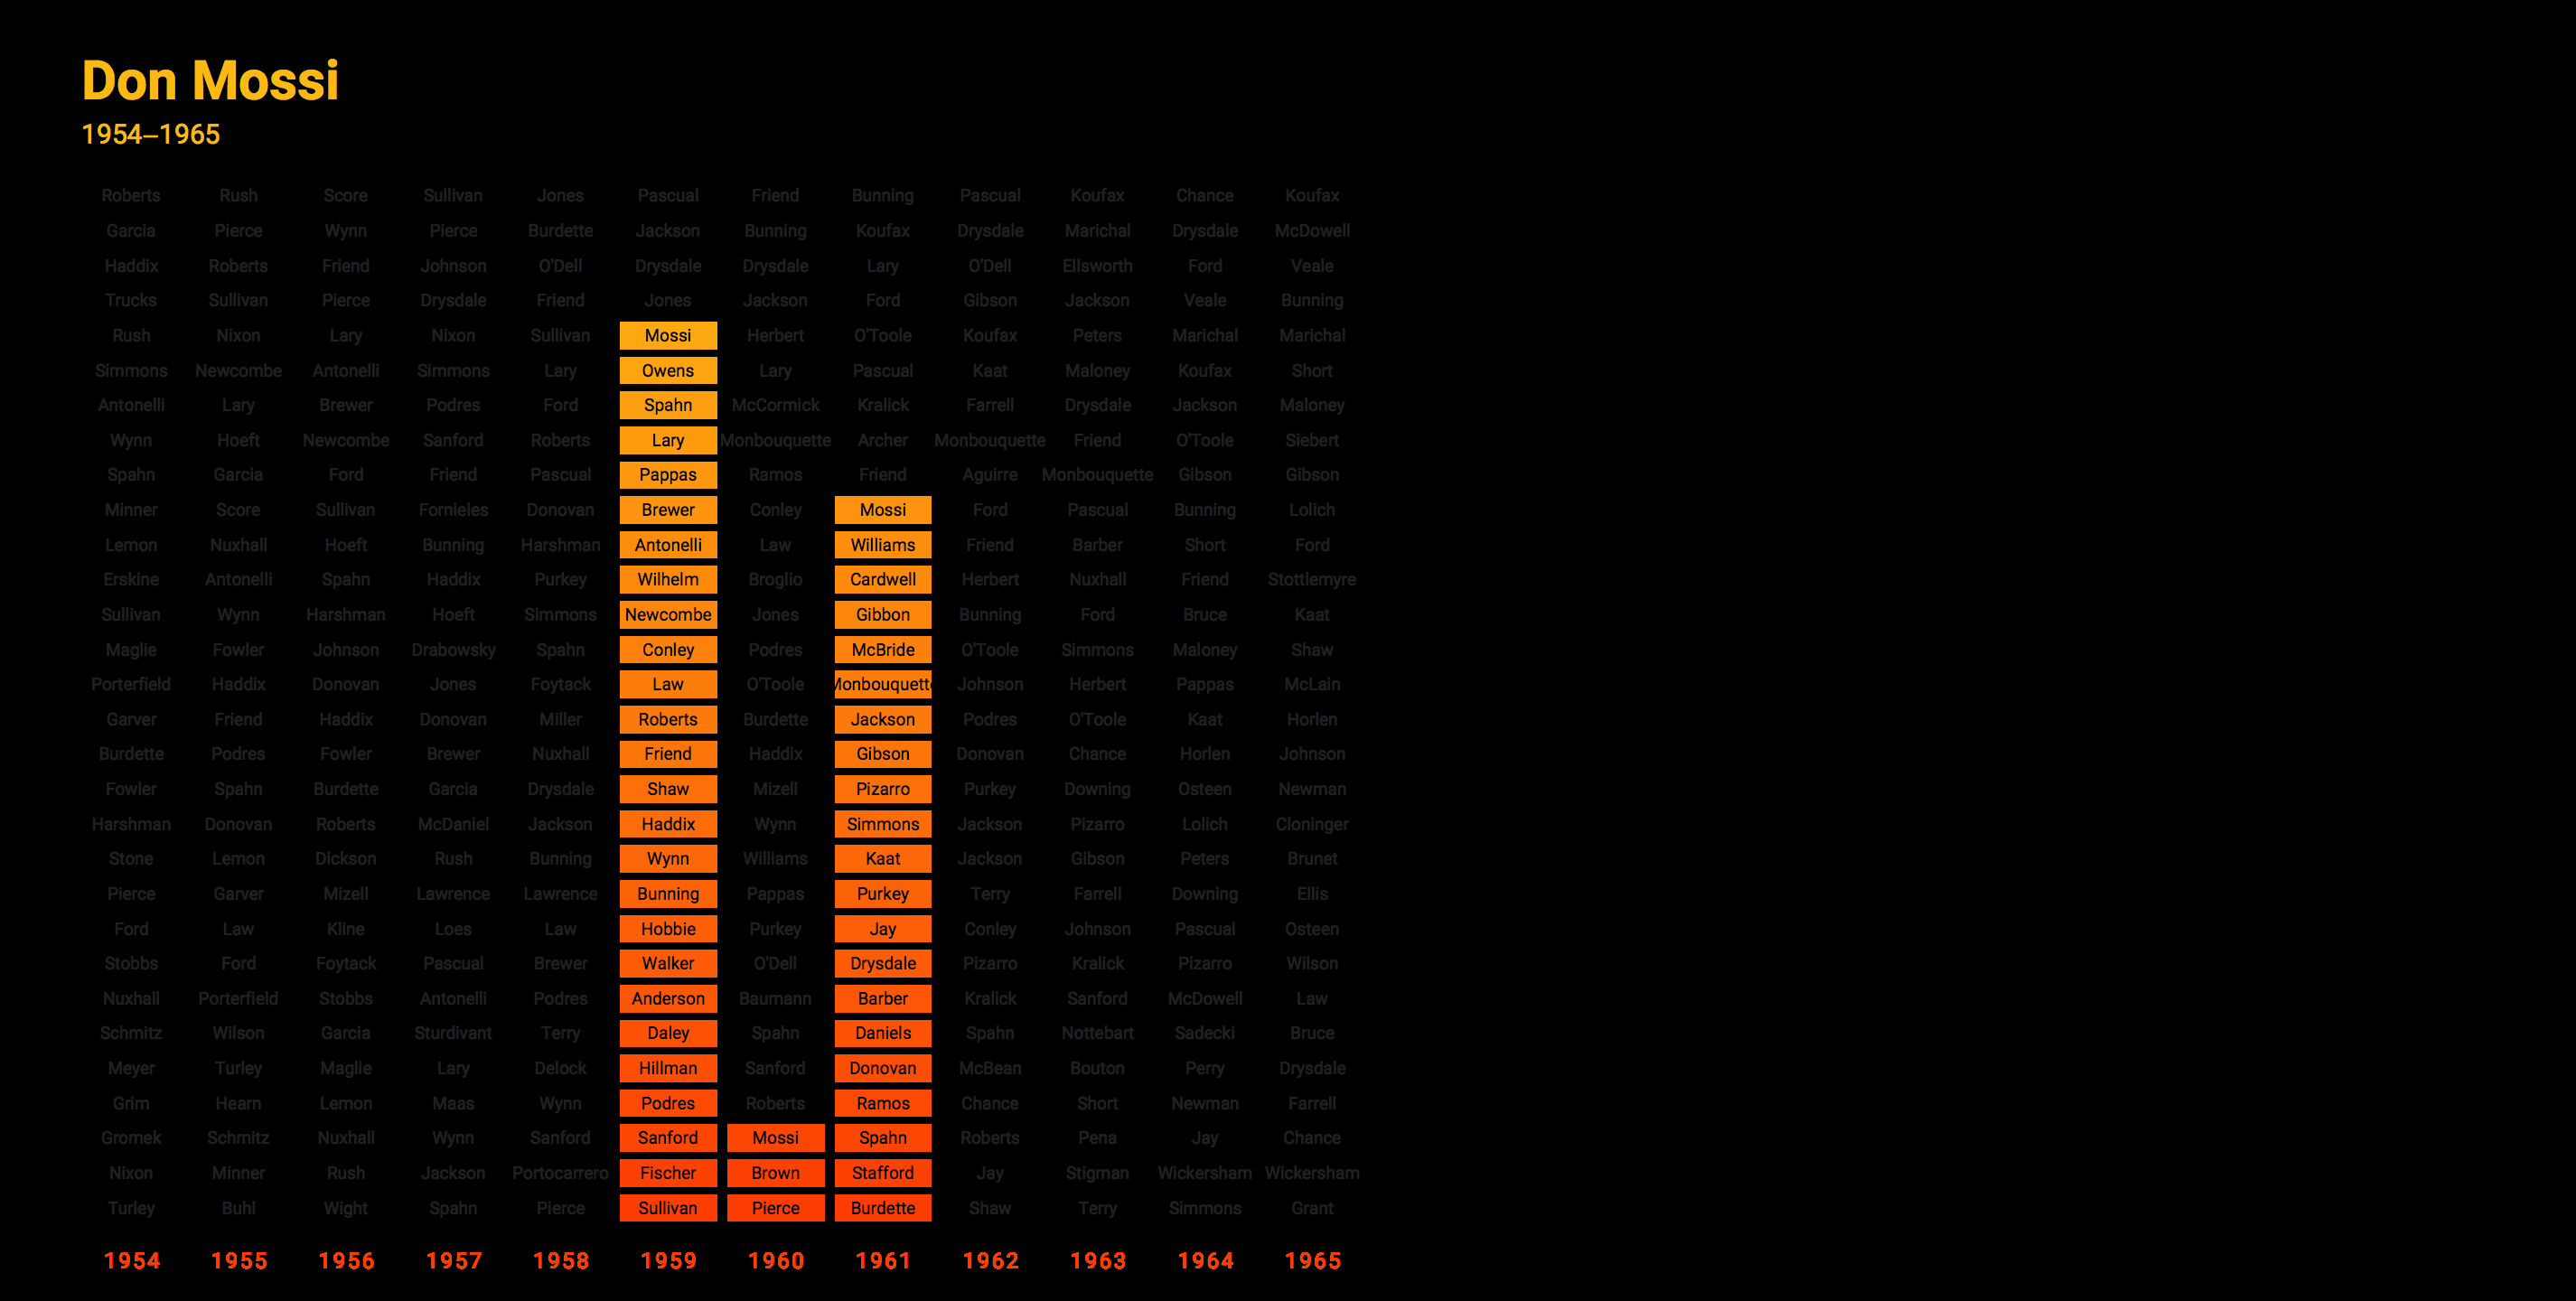 Don Mossi
1954–1965
Roberts Rush Score Sullivan Jones Pascual Friend Bunning Pascual Koufax Chance Koufax
Garcia Pierce Wynn Pierce Burdette Jackson Bunning Koufax Drysdale Marichal Drysdale McDowell
Haddix Roberts Friend Johnson O'Dell Drysdale Drysdale Lary O'Dell Ellsworth Ford Veale
Trucks Sullivan Pierce Drysdale Friend Jones Jackson Ford Gibson Jackson Veale Bunning
Rush Nixon Lary Nixon Sullivan Mossi Herbert O'Toole Koufax Peters Marichal Marichal
Simmons Newcombe Antonelli Simmons Lary Owens Lary Pascual Kaat Maloney Koufax Short
Antonelli Lary Brewer Podres Ford Spahn McCormick Kralick Farrell Drysdale Jackson Maloney
Wynn Hoeft Newcombe Sanford Roberts Lary Monbouquette Archer Monbouquette Friend O'Toole Siebert
Spahn Garcia Ford Friend Pascual Pappas Ramos Friend Aguirre Monbouquette Gibson Gibson
Minner Score Sullivan Fornieles Donovan Brewer Conley Mossi Ford Pascual Bunning Lolich
Lemon Nuxhall Hoeft Bunning Harshman Antonelli Law Williams Friend Barber Short Ford
Erskine Antonelli Spahn Haddix Purkey Wilhelm Broglio Cardwell Herbert Nuxhall Friend Stottlemyre
Sullivan Wynn Harshman Hoeft Simmons Newcombe Jones Gibbon Bunning Ford Bruce Kaat
Maglie Fowler Johnson Drabowsky Spahn Conley Podres McBride O'Toole Simmons Maloney Shaw
Porterfield Haddix Donovan Jones Foytack Law O'Toole Monbouquette Johnson Herbert Pappas McLain
Garver Friend Haddix Donovan Miller Roberts Burdette Jackson Podres O'Toole Kaat Horlen
Burdette Podres Fowler Brewer Nuxhall Friend Haddix Gibson Donovan Chance Horlen Johnson
Fowler Spahn Burdette Garcia Drysdale Shaw Mizell Pizarro Purkey Downing Osteen Newman
Harshman Donovan Roberts McDaniel Jackson Haddix Wynn Simmons Jackson Pizarro Lolich Cloninger
Stone Lemon Dickson Rush Bunning Wynn Williams Kaat Jackson Gibson Peters Brunet
Pierce Garver Mizell Lawrence Lawrence Bunning Pappas Purkey Terry Farrell Downing Ellis
Ford Law Kline Loes Law Hobbie Purkey Jay Conley Johnson Pascual Osteen
Stobbs Ford Foytack Pascual Brewer Walker O'Dell Drysdale Pizarro Kralick Pizarro Wilson
Nuxhall Porterfield Stobbs Antonelli Podres Anderson Baumann Barber Kralick Sanford McDowell Law
Schmitz Wilson Garcia Sturdivant Terry Daley Spahn Daniels Spahn Nottebart Sadecki Bruce
Meyer Turley Maglie Lary Delock Hillman Sanford Donovan McBean Bouton Perry Drysdale
Grim Hearn Lemon Maas Wynn Podres Roberts Ramos Chance Short Newman Farrell
Gromek Schmitz Nuxhall Wynn Sanford Sanford Mossi Spahn Roberts Pena Jay Chance
Nixon Minner Rush Jackson Portocarrero Fischer Brown Stafford Jay Stigman Wickersham Wickersham
Turley Buhl Wight Spahn Pierce Sullivan Pierce Burdette Shaw Terry Simmons Grant
1954 1955 1956 1957 1958 1959 1960 1961 1962 1963 1964 1965